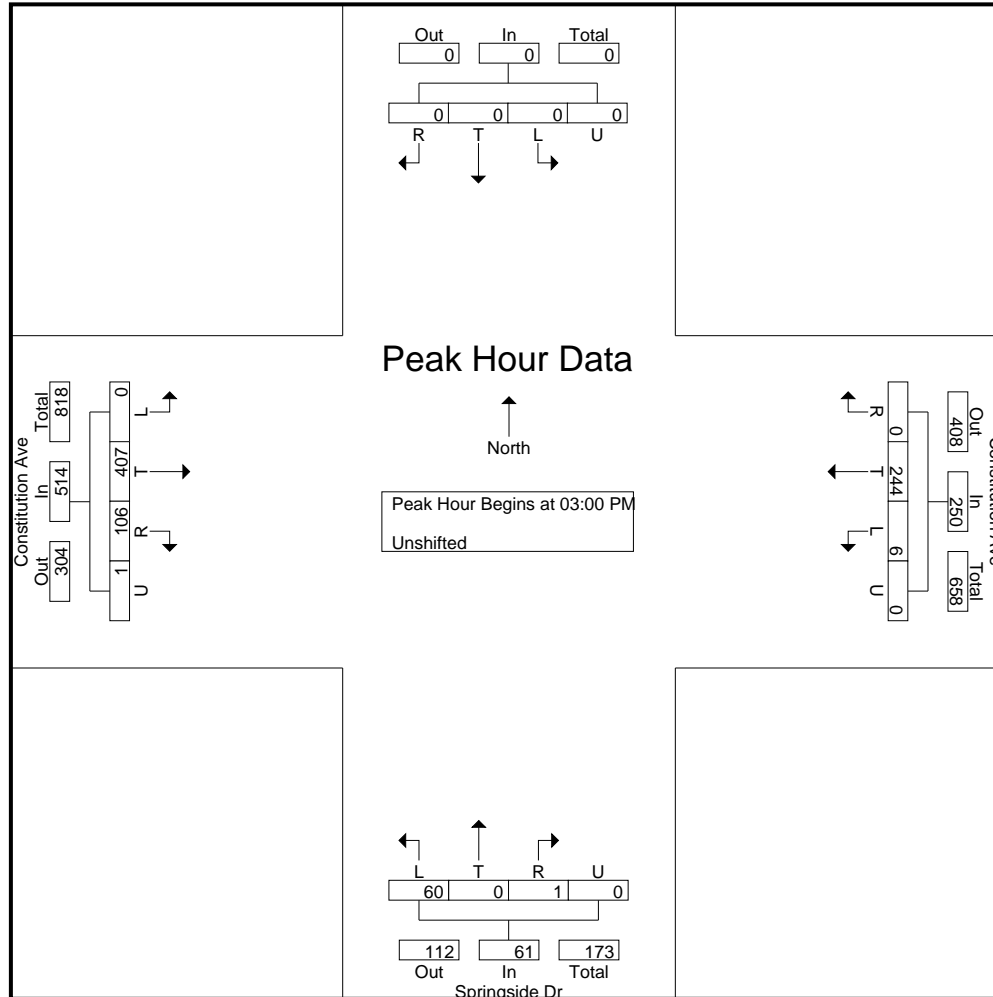 Out In Total
0 0 0
0 0 0 0
R T L U
Peak Hour Data
North
Peak Hour Begins at 03:00 PM
Unshifted
Constitution Ave
Total In Out
818 514 304
0 407 106 1
L T R U
R T L U
0 244 6 0
Out In Total
408 250 658
L T R U
60 0 1 0
112 61 173
Out In Total
Springside Dr